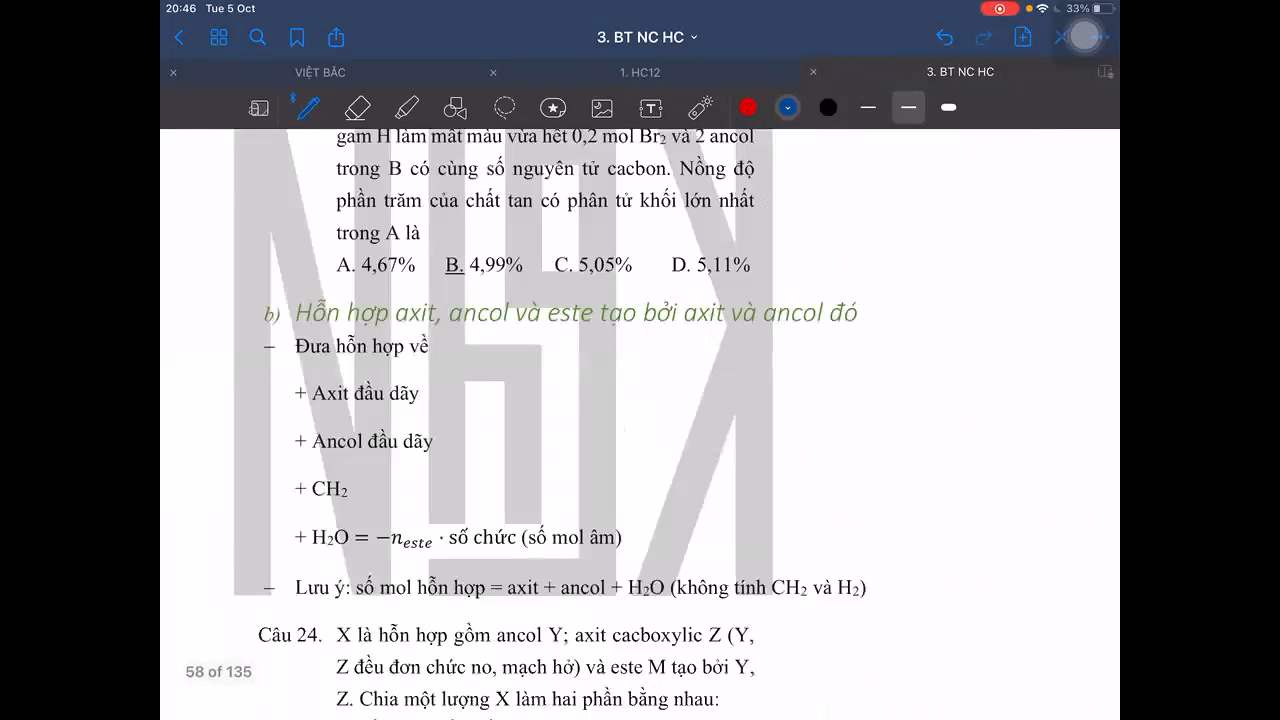 20:46 Tue 5 Oct 33%
3. BT NC HC
VIỆT BẮC 1. HC12 3. BT NC HC
gam H làm mất màu vừa hết 0,2 mol Br2 và 2 ancol
trong B có cùng số nguyên tử cacbon. Nồng độ
phần trăm của chất tan có phân tử khối lớn nhất
trong A là
A. 4,67% B. 4,99% C. 5,05% D. 5,11%
b) Hỗn hợp axit, ancol và este tạo bởi axit và ancol đó
– Đưa hỗn hợp về
+ Axit đầu dãy
+ Ancol đầu dãy
+ CH2
+ H2O = −neste · số chức (số mol âm)
– Lưu ý: số mol hỗn hợp = axit + ancol + H2O (không tính CH2 và H2)
Câu 24. X là hỗn hợp gồm ancol Y; axit cacboxylic Z (Y,
Z đều đơn chức no, mạch hở) và este M tạo bởi Y,
58 of 135
Z. Chia một lượng X làm hai phần bằng nhau: